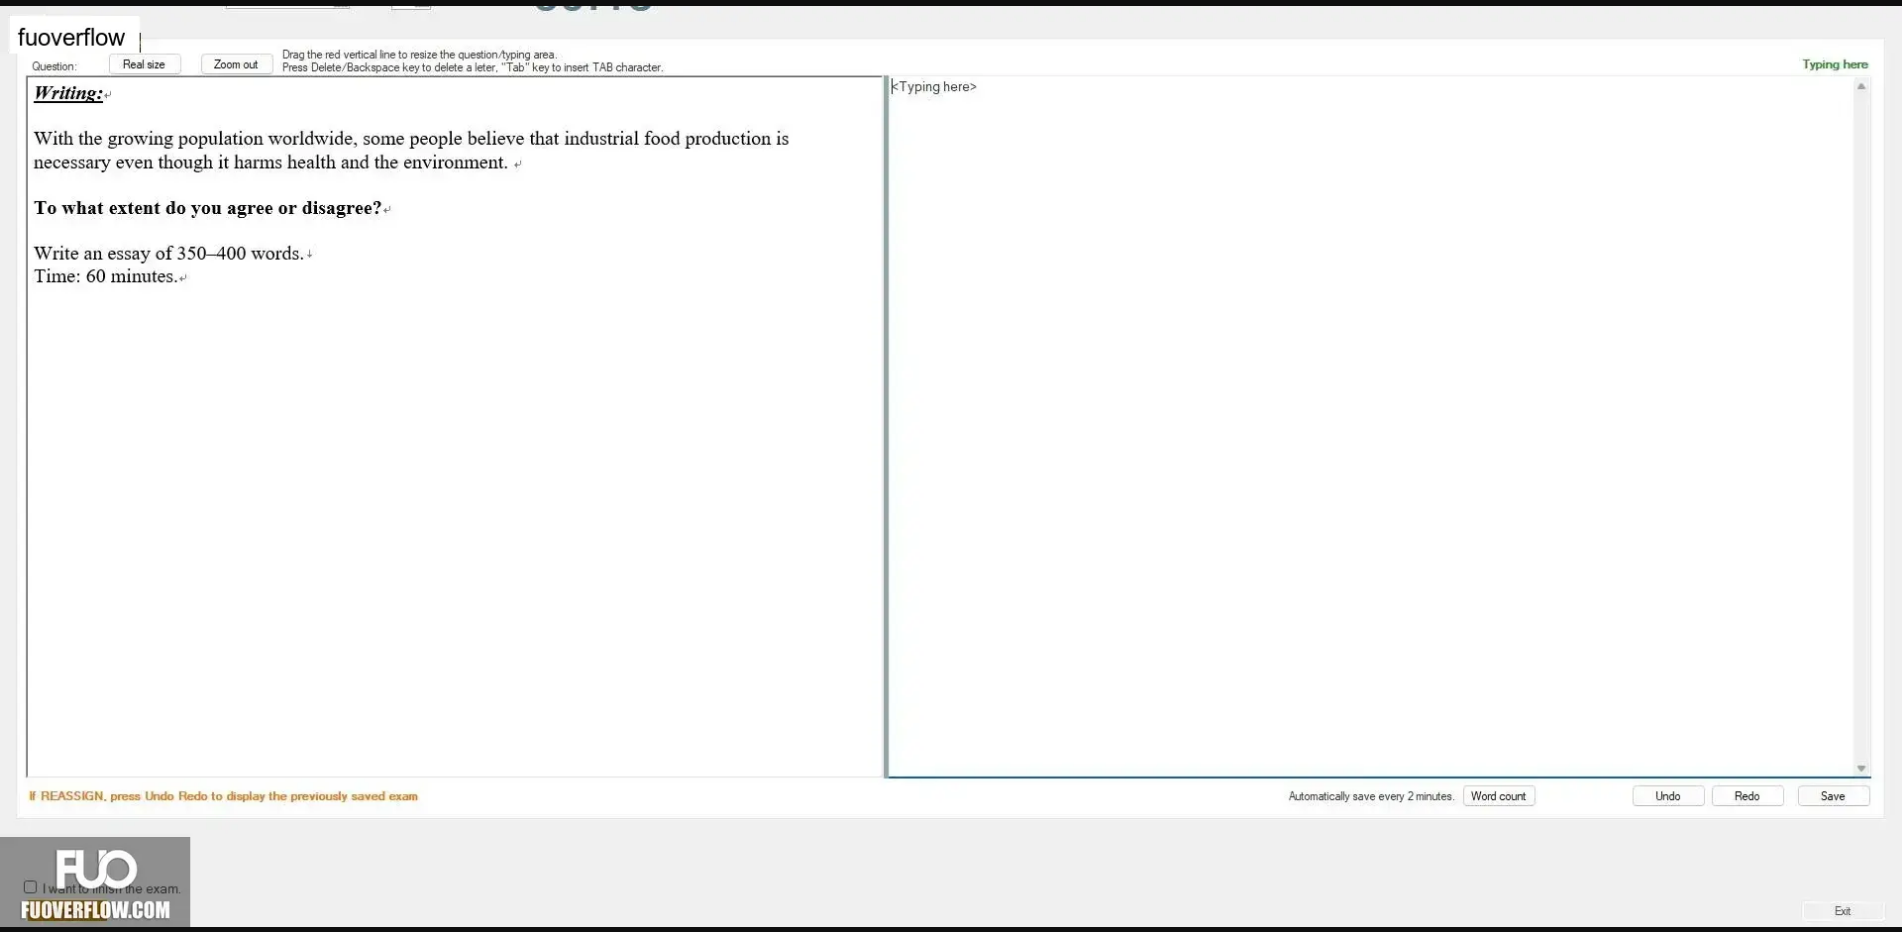 fuoverflow
Question:
Real size
Zoom out
Drag the red vertical line to resize the question/typing area.
Press Delete/Backspace key to delete a leter, "Tab" key to insert TAB character.
Typing here
Writing:
With the growing population worldwide, some people believe that industrial food production is
necessary even though it harms health and the environment.
To what extent do you agree or disagree?
Write an essay of 350–400 words.
Time: 60 minutes.
<Typing here>
If REASSIGN, press Undo Redo to display the previously saved exam
Automatically save every 2 minutes.
Word count
Undo
Redo
Save
FUO
I want to finish the exam.
FUOVERFLOW.COM
Exit